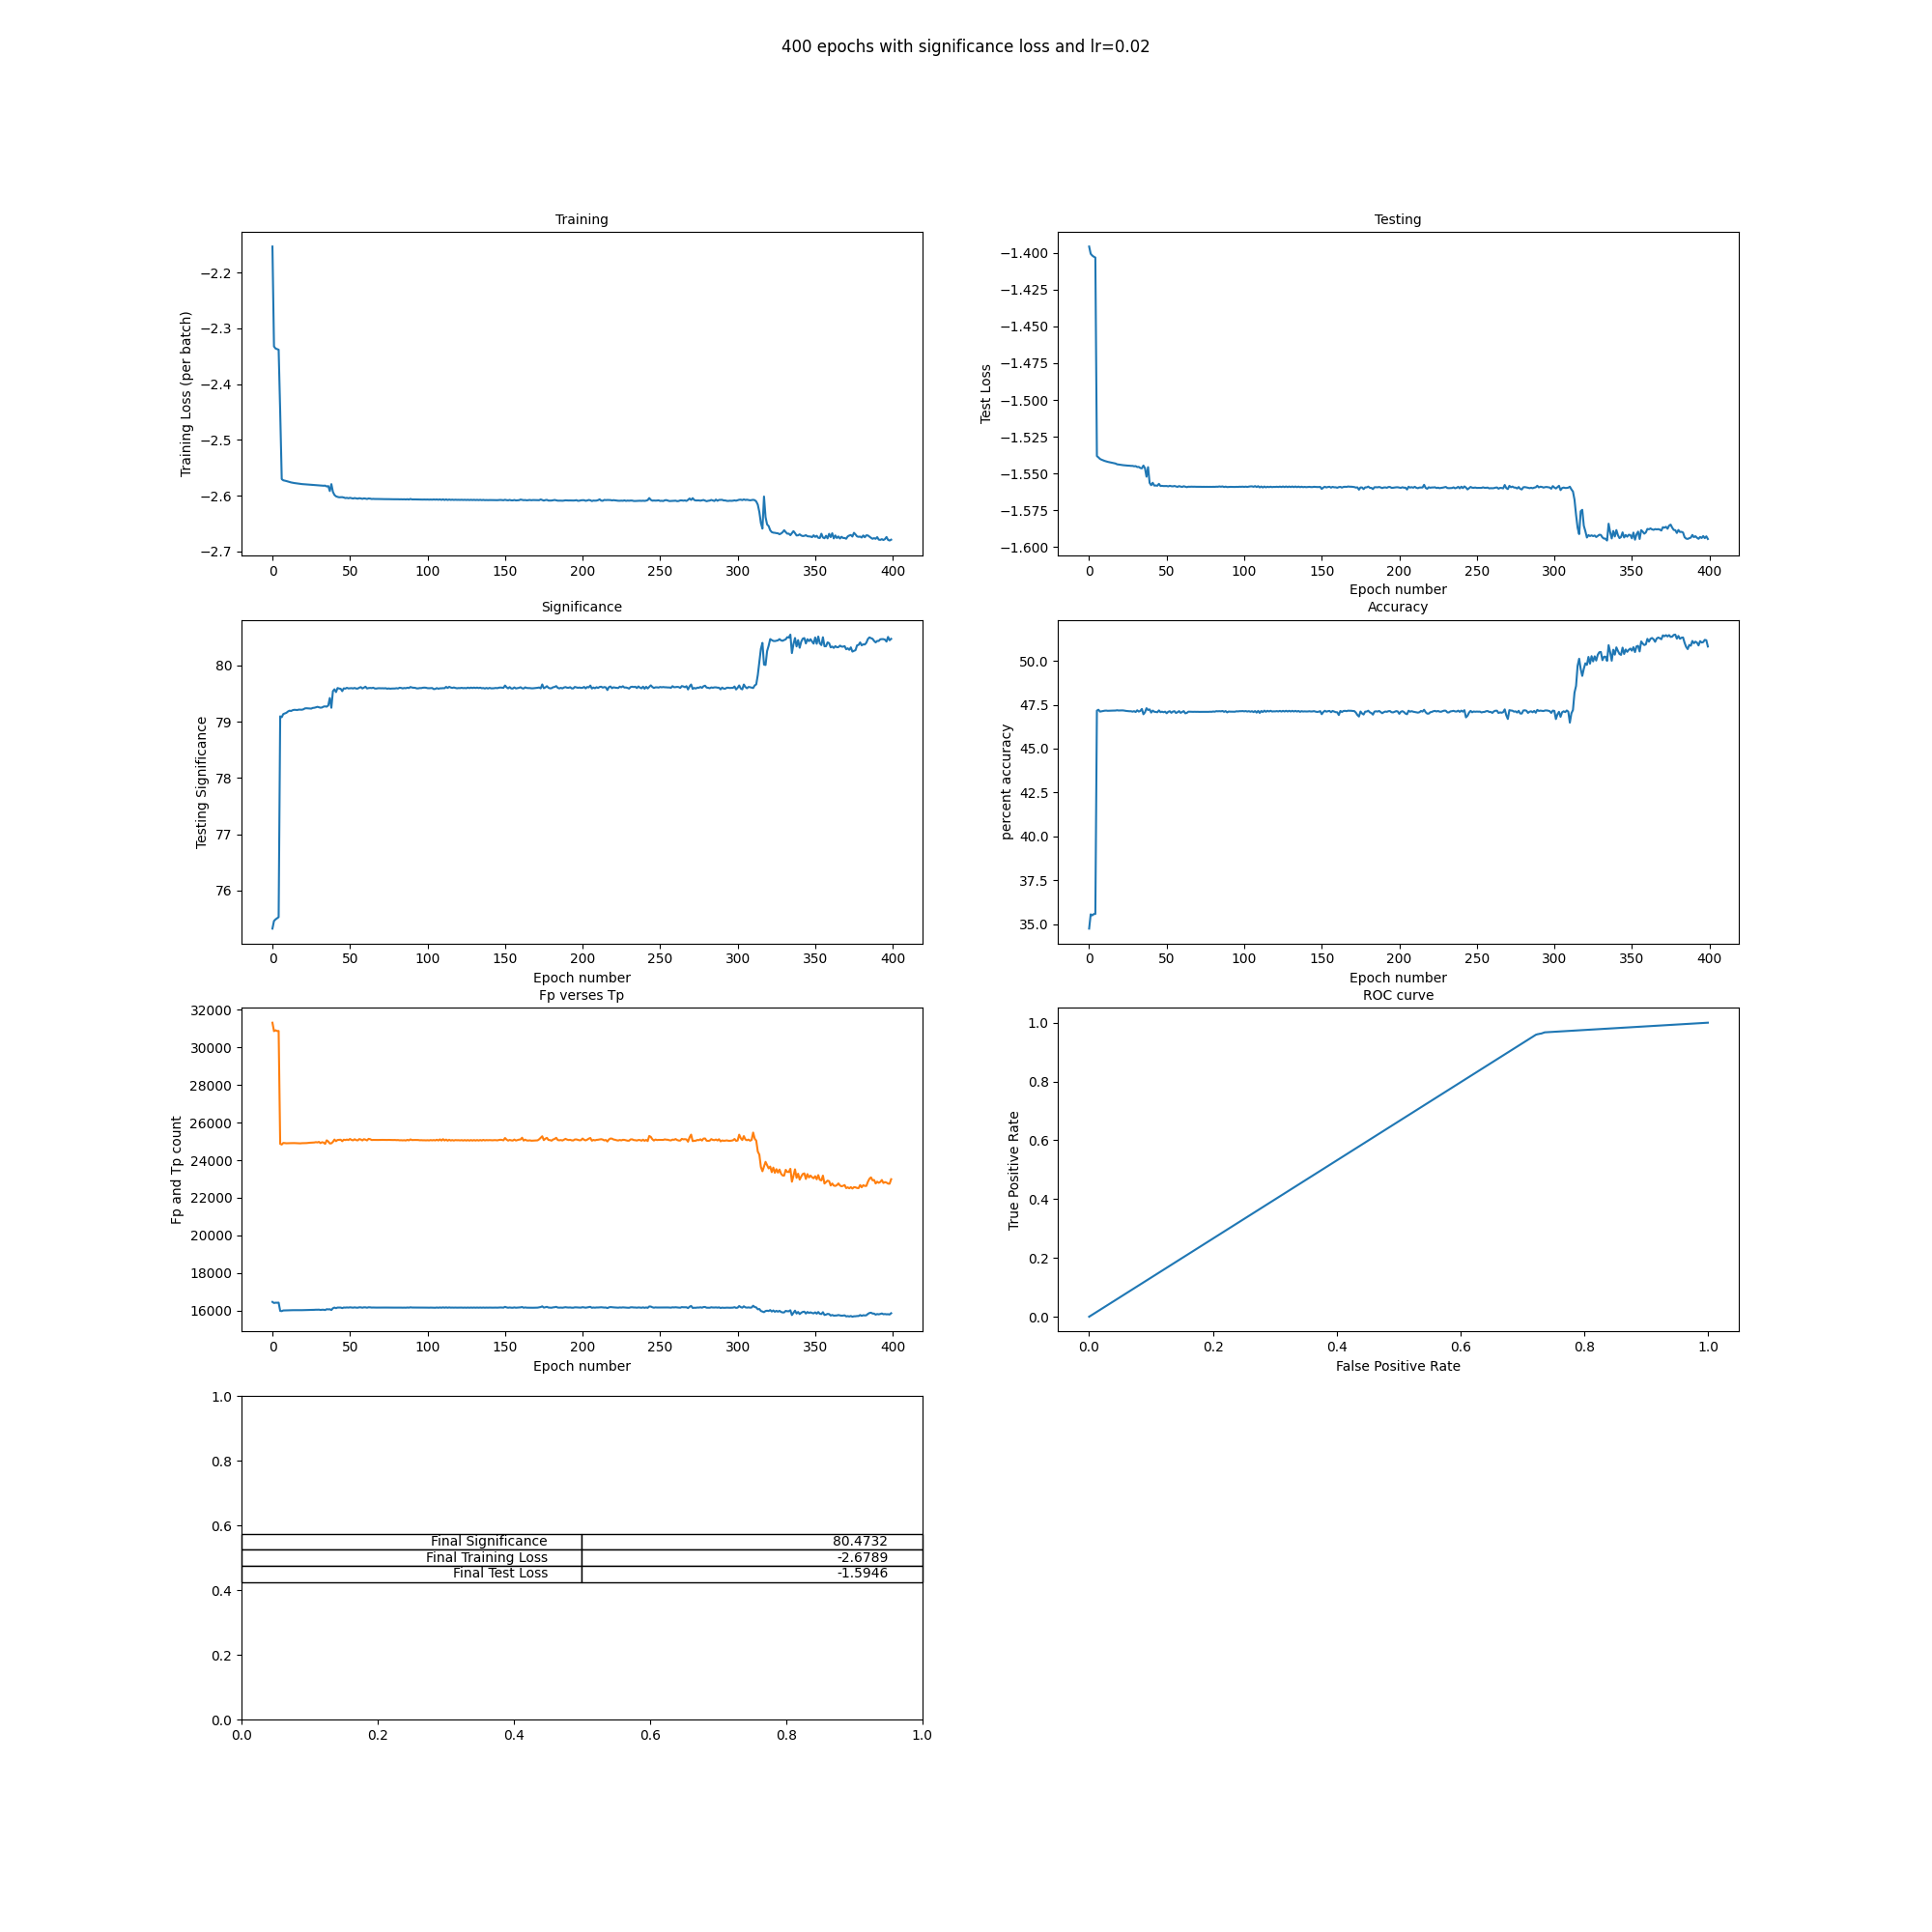 400 epochs with significance loss and lr=0.02
Training
Training Loss (per batch)
−2.2
−2.3
−2.4
−2.5
−2.6
−2.7
0 50 100 150 200 250 300 350 400
Testing
Test Loss
−1.400
−1.425
−1.450
−1.475
−1.500
−1.525
−1.550
−1.575
−1.600
0 50 100 150 200 250 300 350 400
Epoch number
Significance
Testing Significance
80
79
78
77
76
0 50 100 150 200 250 300 350 400
Epoch number
Accuracy
percent accuracy
50.0
47.5
45.0
42.5
40.0
37.5
35.0
0 50 100 150 200 250 300 350 400
Epoch number
Fp verses Tp
Fp and Tp count
32000
30000
28000
26000
24000
22000
20000
18000
16000
0 50 100 150 200 250 300 350 400
Epoch number
ROC curve
True Positive Rate
1.0
0.8
0.6
0.4
0.2
0.0
0.0 0.2 0.4 0.6 0.8 1.0
False Positive Rate
1.0
0.8
0.6
Final Significance 80.4732
Final Training Loss -2.6789
Final Test Loss -1.5946
0.4
0.2
0.0
0.0 0.2 0.4 0.6 0.8 1.0